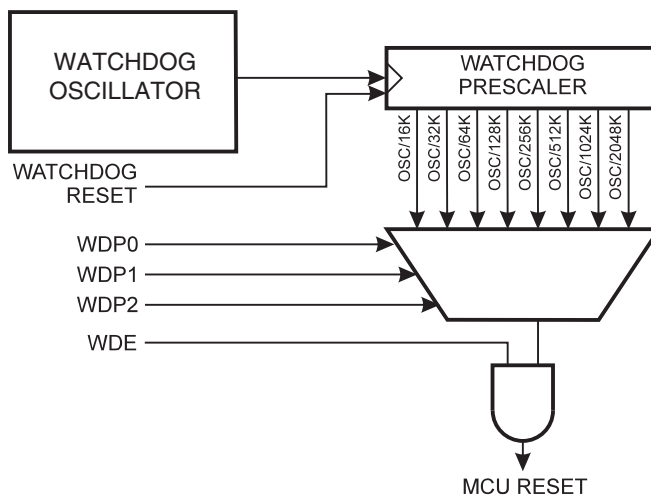 WATCHDOG
OSCILLATOR
WATCHDOG
PRESCALER
OSC/16K
OSC/32K
OSC/64K
OSC/128K
OSC/256K
OSC/512K
OSC/1024K
OSC/2048K
WATCHDOG
RESET
WDP0
WDP1
WDP2
WDE
MCU RESET